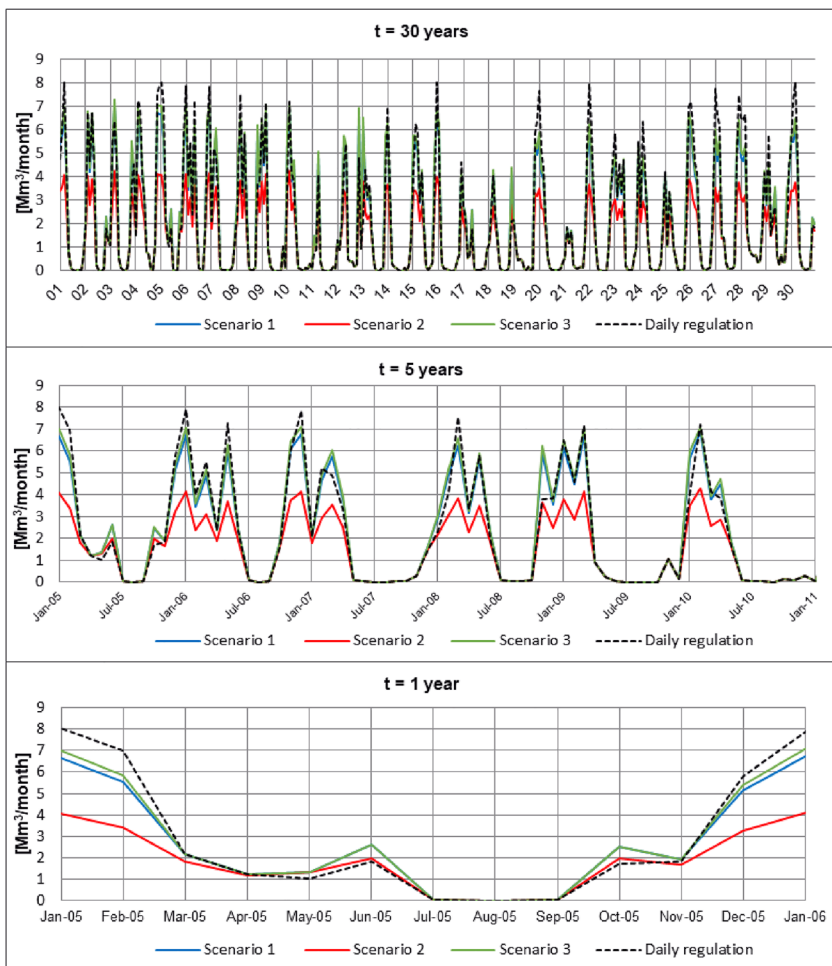 t = 30 years
[Mm³/month]
9
8
7
6
5
4
3
2
1
0
01 02 03 04 05 06 07 08 09 10 11 12 13 14 15 16 17 18 19 20 21 22 23 24 25 26 27 28 29 30
Scenario 1 Scenario 2 Scenario 3 Daily regulation
t = 5 years
[Mm³/month]
9
8
7
6
5
4
3
2
1
0
Jan-05 Jul-05 Jan-06 Jul-06 Jan-07 Jul-07 Jan-08 Jul-08 Jan-09 Jul-09 Jan-10 Jul-10 Jan-11
Scenario 1 Scenario 2 Scenario 3 Daily regulation
t = 1 year
[Mm³/month]
9
8
7
6
5
4
3
2
1
0
Jan-05 Feb-05 Mar-05 Apr-05 May-05 Jun-05 Jul-05 Aug-05 Sep-05 Oct-05 Nov-05 Dec-05 Jan-06
Scenario 1 Scenario 2 Scenario 3 Daily regulation